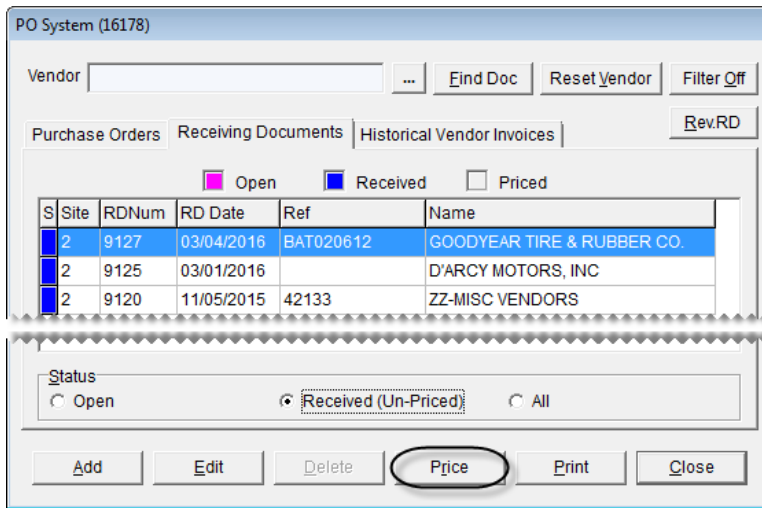 PO System (16178)
Vendor ... Find Doc Reset Vendor Filter Off
Rev.RD
Purchase Orders Receiving Documents Historical Vendor Invoices
Open Received Priced
S Site RDNum RD Date Ref Name
2 9127 03/04/2016 BAT020612 GOODYEAR TIRE & RUBBER CO.
2 9125 03/01/2016 D'ARCY MOTORS, INC
2 9120 11/05/2015 42133 ZZ-MISC VENDORS
Status
Open Received (Un-Priced) All
Add Edit Delete Price Print Close